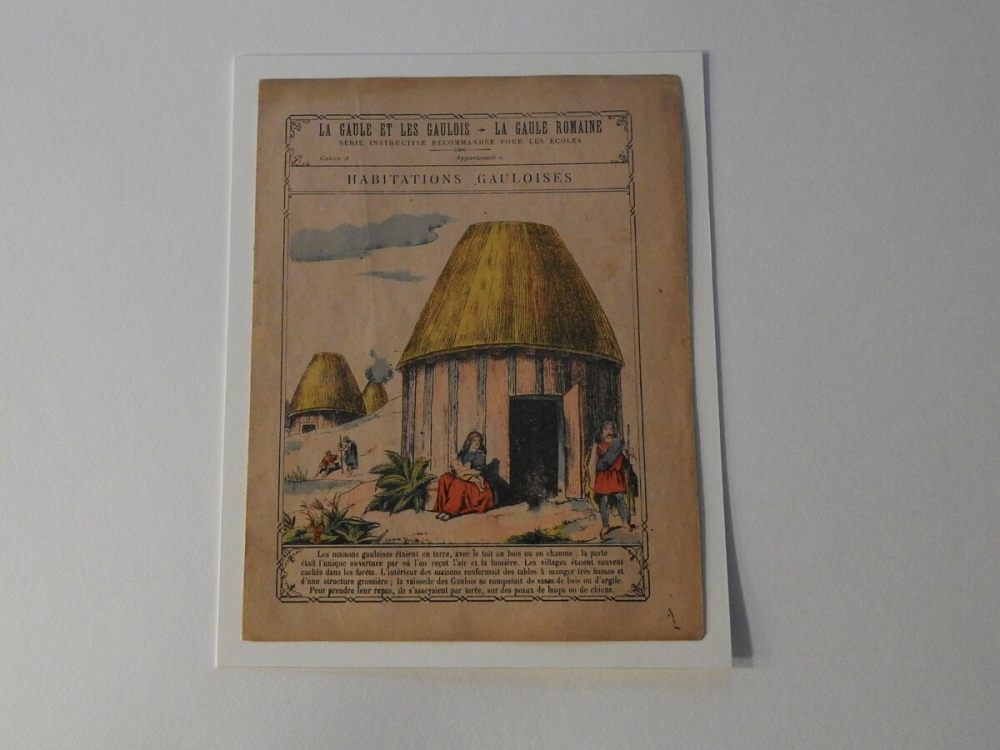 LA GAULE ET LES GAULOIS - LA GAULE ROMAINE
SÉRIE INSTRUCTIVE RECOMMANDÉE POUR LES ÉCOLES
Cahier d Appartenant à
HABITATIONS GAULOISES
Les maisons gauloises étaient en terre, avec le toit en bois ou en chaume ; la porte
était l'unique ouverture par où l'on reçut l'air et la lumière. Les villages étaient souvent
cachés dans les forêts. L'intérieur des maisons renfermait des tables à manger très basses et
d'une structure grossière ; la vaisselle des Gaulois se composait de vases de bois ou d'argile.
Pour prendre leur repas, ils s'asseyaient par terre, sur des peaux de loups ou de chiens.